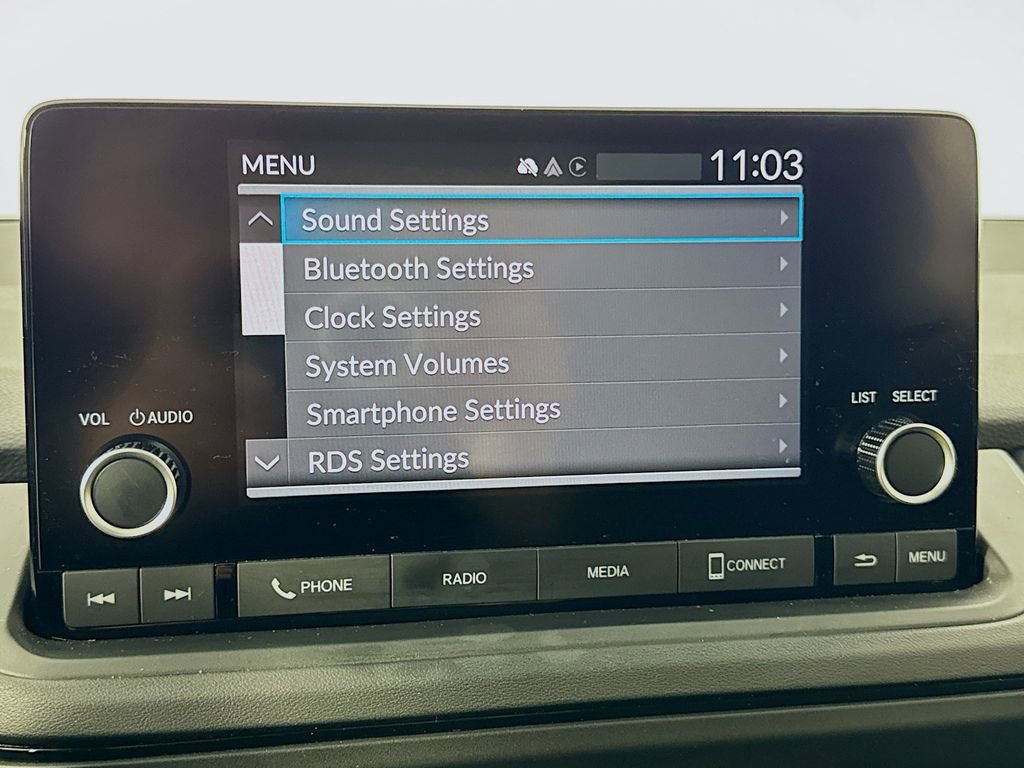 MENU 11:03
Sound Settings
Bluetooth Settings
Clock Settings
System Volumes
Smartphone Settings
RDS Settings
VOL AUDIO
LIST SELECT
PHONE
RADIO
MEDIA
CONNECT
MENU